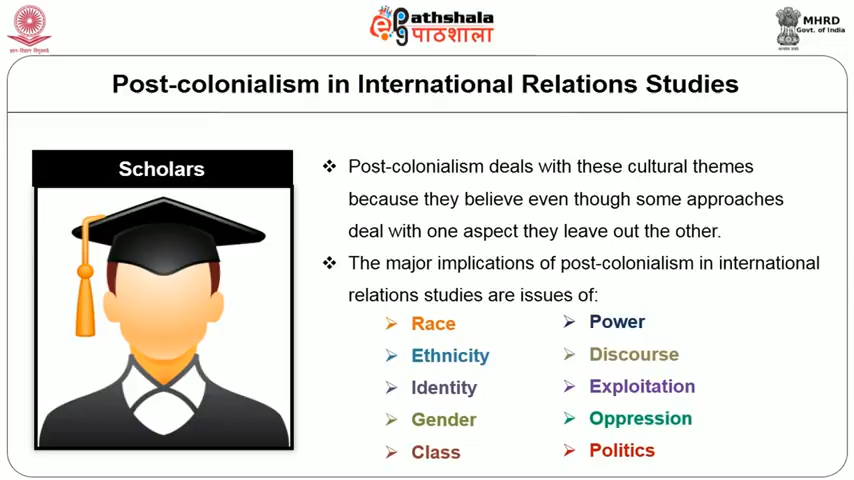 ज्ञान-विज्ञान विमुक्तये
ePathshala
पाठशाला
MHRD
Govt. of India
Post-colonialism in International Relations Studies
Scholars
❖ Post-colonialism deals with these cultural themes
because they believe even though some approaches
deal with one aspect they leave out the other.
❖ The major implications of post-colonialism in international
relations studies are issues of:
➢ Race
➢ Ethnicity
➢ Identity
➢ Gender
➢ Class
➢ Power
➢ Discourse
➢ Exploitation
➢ Oppression
➢ Politics